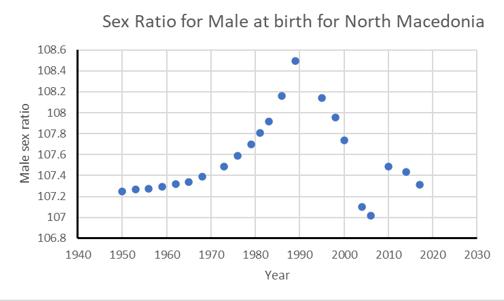 Sex Ratio for Male at birth for North Macedonia
108.6
108.4
108.2
108
107.8
107.6
107.4
107.2
107
106.8
Male sex ratio
1940 1950 1960 1970 1980 1990 2000 2010 2020 2030
Year